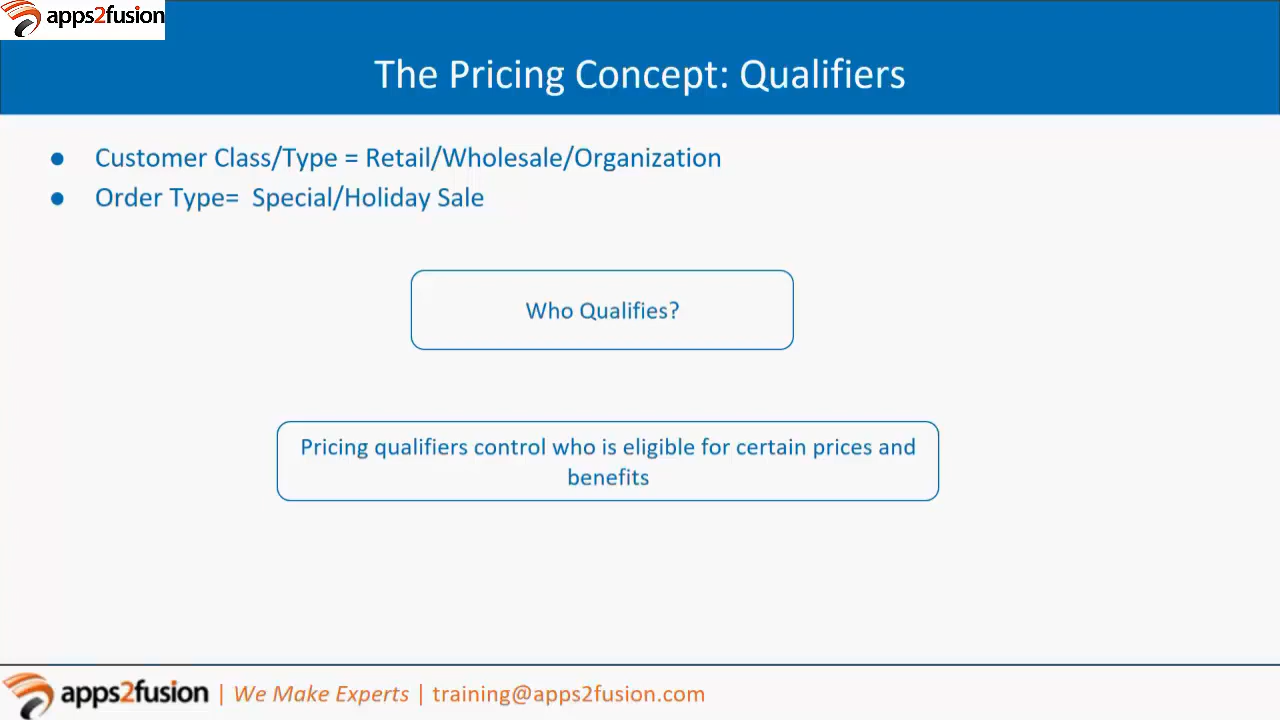 apps2fusion
The Pricing Concept: Qualifiers
● Customer Class/Type = Retail/Wholesale/Organization
● Order Type= Special/Holiday Sale
Who Qualifies?
Pricing qualifiers control who is eligible for certain prices and
benefits
apps2fusion | We Make Experts | training@apps2fusion.com